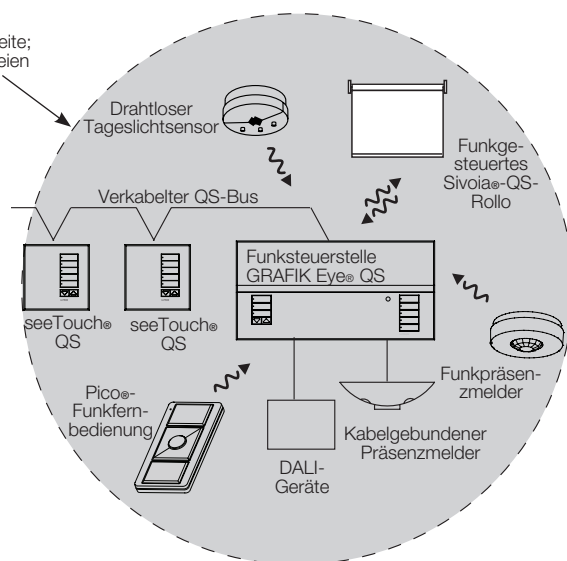 eite;
eien
Drahtloser
Tageslichtsensor
Funkge-
steuertes
Sivoia®-QS-
Rollo
Verkabelter QS-Bus
Funksteuerstelle
GRAFIK Eye® QS
seeTouch®
QS
seeTouch®
QS
Funkpräsen-
zmelder
Pico®-
Funkfern-
bedienung
Kabelgebundener
Präsenzmelder
DALI-
Geräte